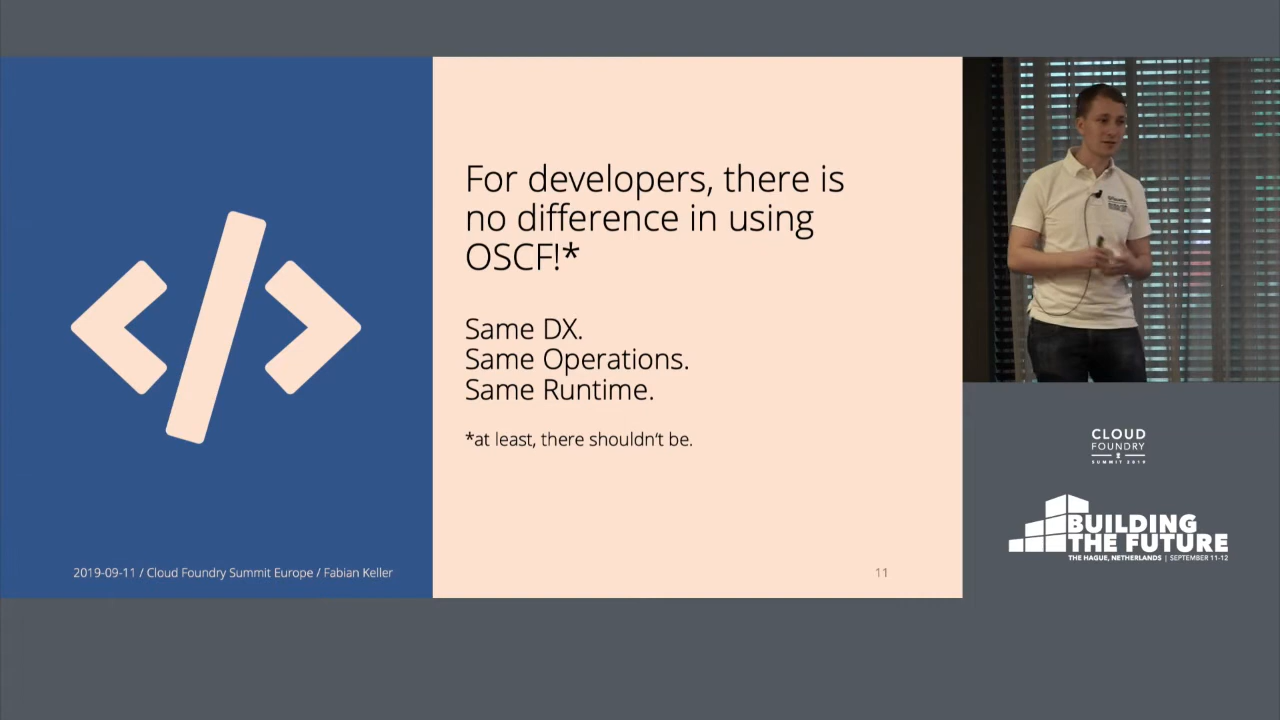 For developers, there is
no difference in using
OSCF!*
Same DX.
Same Operations.
Same Runtime.
*at least, there shouldn't be.
2019-09-11 / Cloud Foundry Summit Europe / Fabian Keller
11
CLOUD
FOUNDRY
SUMMIT 2019
BUILDING
THE FUTURE
THE HAGUE, NETHERLANDS | SEPTEMBER 11-12